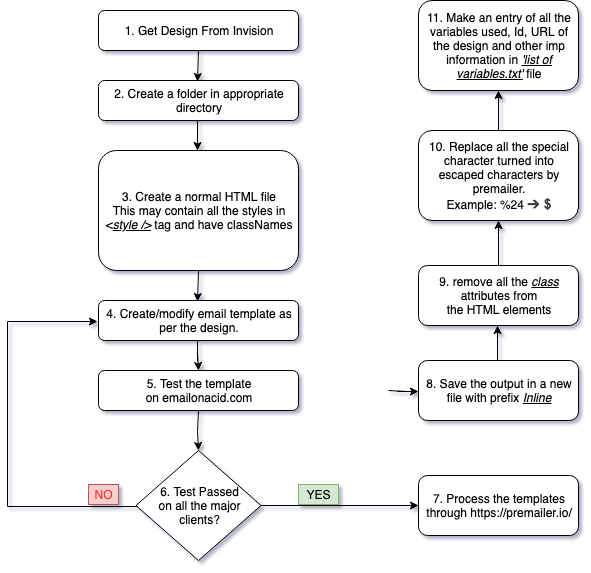 1. Get Design From Invision
2. Create a folder in appropriate
directory
3. Create a normal HTML file
This may contain all the styles in
<style /> tag and have classNames
4. Create/modify email template as
per the design.
5. Test the template
on emailonacid.com
6. Test Passed
on all the major
clients?
NO
YES
7. Process the templates
through https://premailer.io/
8. Save the output in a new
file with prefix Inline
9. remove all the class
attributes from
the HTML elements
10. Replace all the special
character turned into
escaped characters by
premailer.
Example: %24 ➔ $
11. Make an entry of all the
variables used, Id, URL of
the design and other imp
information in 'list of
variables.txt' file